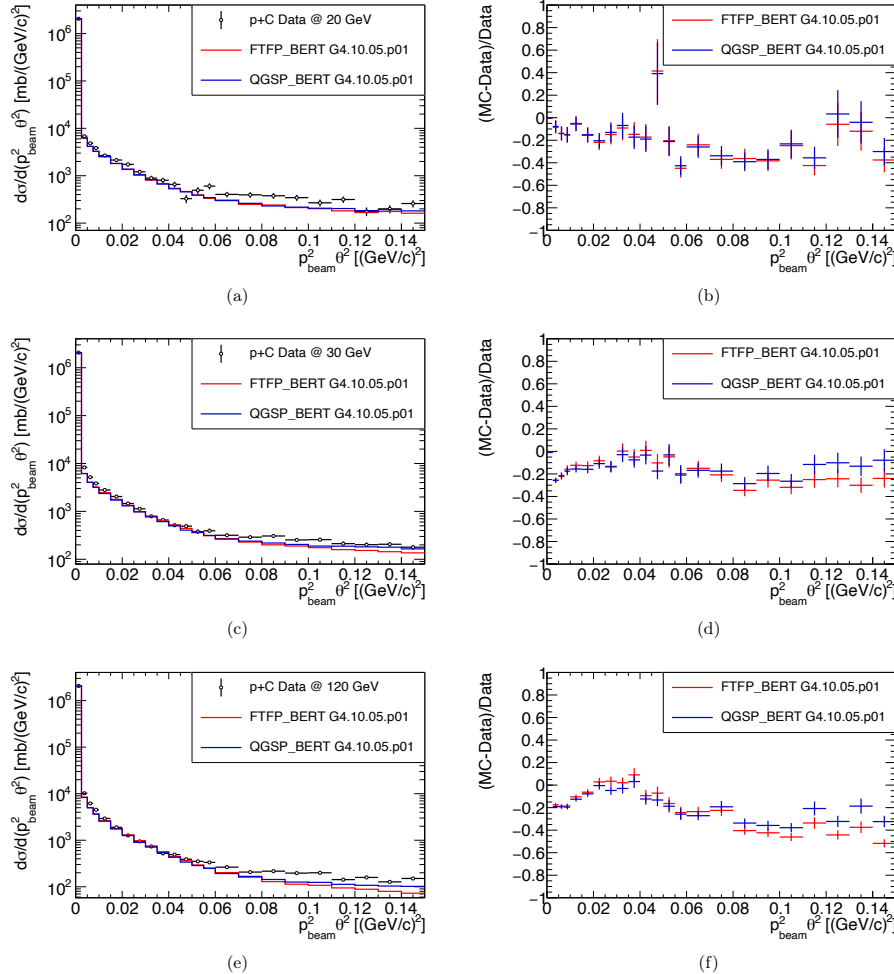 p+C Data @ 20 GeV
FTFP_BERT G4.10.05.p01
QGSP_BERT G4.10.05.p01
dσ/d(p²beam θ²) [mb/(GeV/c)²]
10⁶
10⁵
10⁴
10³
10²
0 0.02 0.04 0.06 0.08 0.1 0.12 0.14
p²beam θ² [(GeV/c)²]
(a)
FTFP_BERT G4.10.05.p01
QGSP_BERT G4.10.05.p01
(MC-Data)/Data
1
0.8
0.6
0.4
0.2
0
−0.2
−0.4
−0.6
−0.8
−1
0 0.02 0.04 0.06 0.08 0.1 0.12 0.14
p²beam θ² [(GeV/c)²]
(b)
p+C Data @ 30 GeV
FTFP_BERT G4.10.05.p01
QGSP_BERT G4.10.05.p01
dσ/d(p²beam θ²) [mb/(GeV/c)²]
10⁶
10⁵
10⁴
10³
10²
0 0.02 0.04 0.06 0.08 0.1 0.12 0.14
p²beam θ² [(GeV/c)²]
(c)
FTFP_BERT G4.10.05.p01
QGSP_BERT G4.10.05.p01
(MC-Data)/Data
1
0.8
0.6
0.4
0.2
0
−0.2
−0.4
−0.6
−0.8
−1
0 0.02 0.04 0.06 0.08 0.1 0.12 0.14
p²beam θ² [(GeV/c)²]
(d)
p+C Data @ 120 GeV
FTFP_BERT G4.10.05.p01
QGSP_BERT G4.10.05.p01
dσ/d(p²beam θ²) [mb/(GeV/c)²]
10⁶
10⁵
10⁴
10³
10²
0 0.02 0.04 0.06 0.08 0.1 0.12 0.14
p²beam θ² [(GeV/c)²]
(e)
FTFP_BERT G4.10.05.p01
QGSP_BERT G4.10.05.p01
(MC-Data)/Data
1
0.8
0.6
0.4
0.2
0
−0.2
−0.4
−0.6
−0.8
−1
0 0.02 0.04 0.06 0.08 0.1 0.12 0.14
p²beam θ² [(GeV/c)²]
(f)